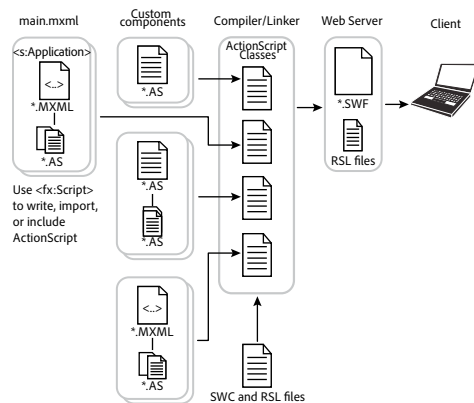 main.mxml
<s:Application>
<..>
*.MXML
*.AS
Use <fx:Script>
to write, import,
or include
ActionScript
Custom
components
*.AS
*.AS
*.AS
<..>
*.MXML
*.AS
Compiler/Linker
ActionScript
Classes
SWC and RSL files
Web Server
*.SWF
RSL files
Client